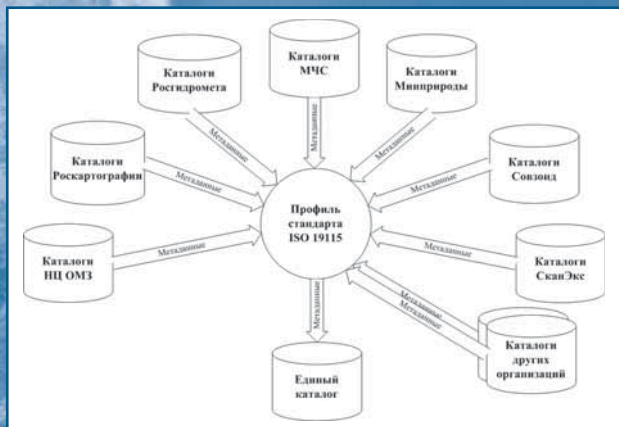 Каталоги
МЧС
Каталоги
Росгидромета
Каталоги
Минприроды
Метаданные
Метаданные
Метаданные
Каталоги
Роскартографии
Метаданные
Метаданные
Каталоги
Совзонд
Профиль
стандарта
ISO 19115
Каталоги
НЦ ОМЗ
Метаданные
Метаданные
Каталоги
СканЭкс
Метаданные
Метаданные
Метаданные
Каталоги
других
организаций
Единый
каталог